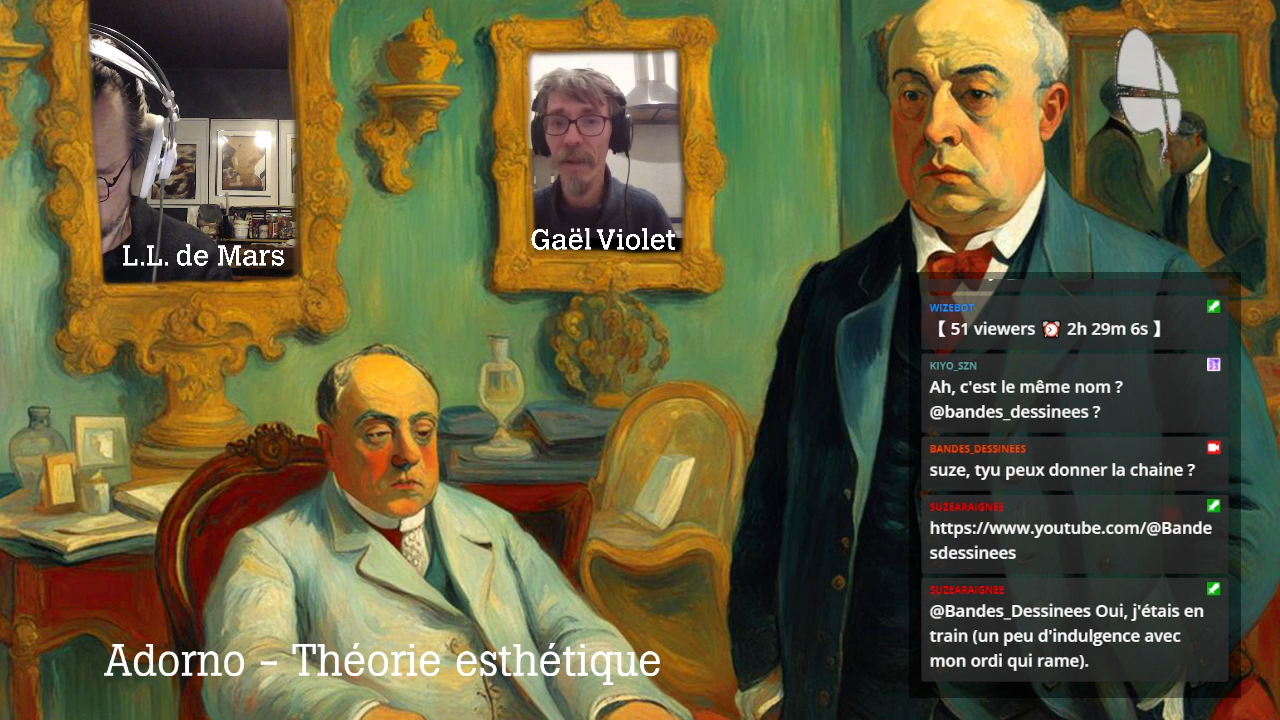 L.L. de Mars
Gaël Violet
WIZEBOT
【 51 viewers ⏰ 2h 29m 6s 】
KIYO_SZN
Ah, c'est le même nom ?
@bandes_dessinees ?
BANDES_DESSINEES
suze, tyu peux donner la chaine ?
SUZEARAIGNEE
https://www.youtube.com/@Bande
sdessinees
SUZEARAIGNEE
@Bandes_Dessinees Oui, j'étais en
train (un peu d'indulgence avec
mon ordi qui rame).
Adorno – Théorie esthétique